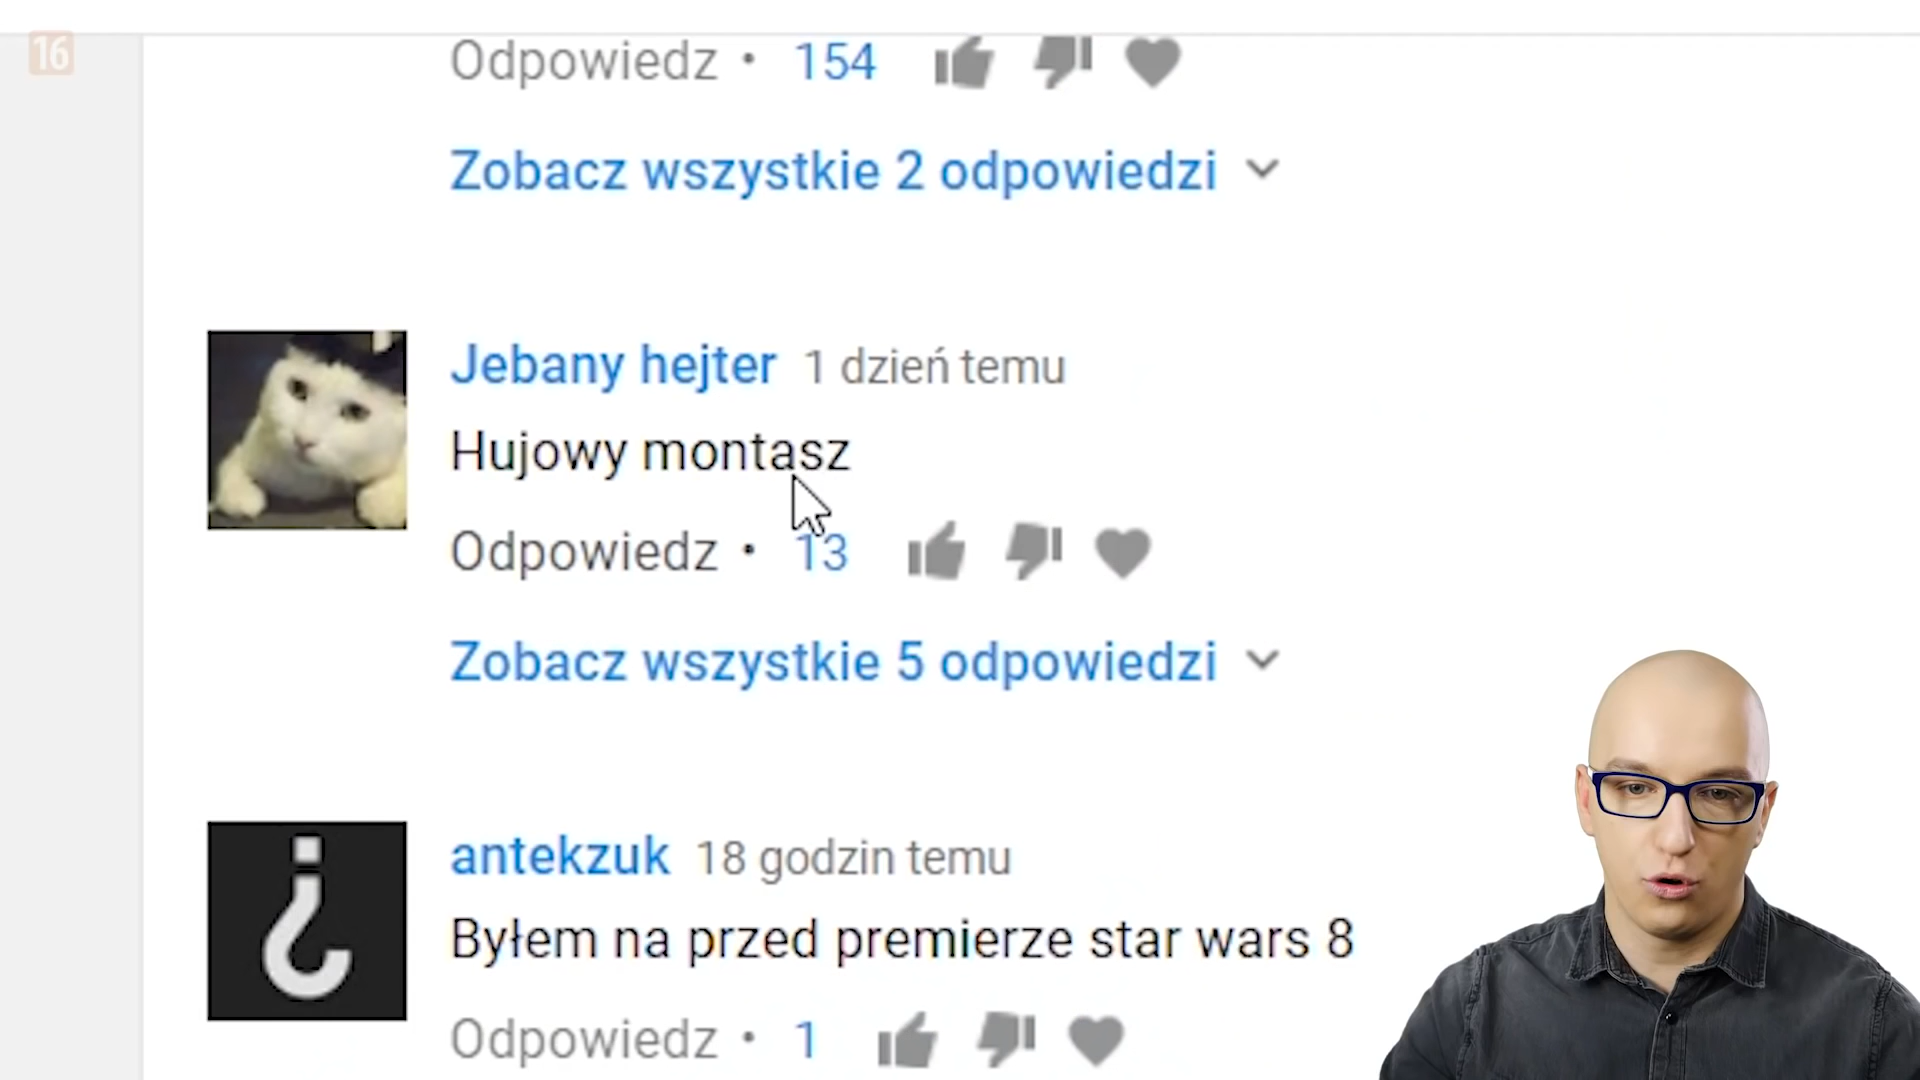 16
Odpowiedz • 154
Zobacz wszystkie 2 odpowiedzi
Jebany hejter 1 dzień temu
Hujowy montasz
Odpowiedz • 13
Zobacz wszystkie 5 odpowiedzi
antekzuk 18 godzin temu
Byłem na przed premierze star wars 8
Odpowiedz • 1